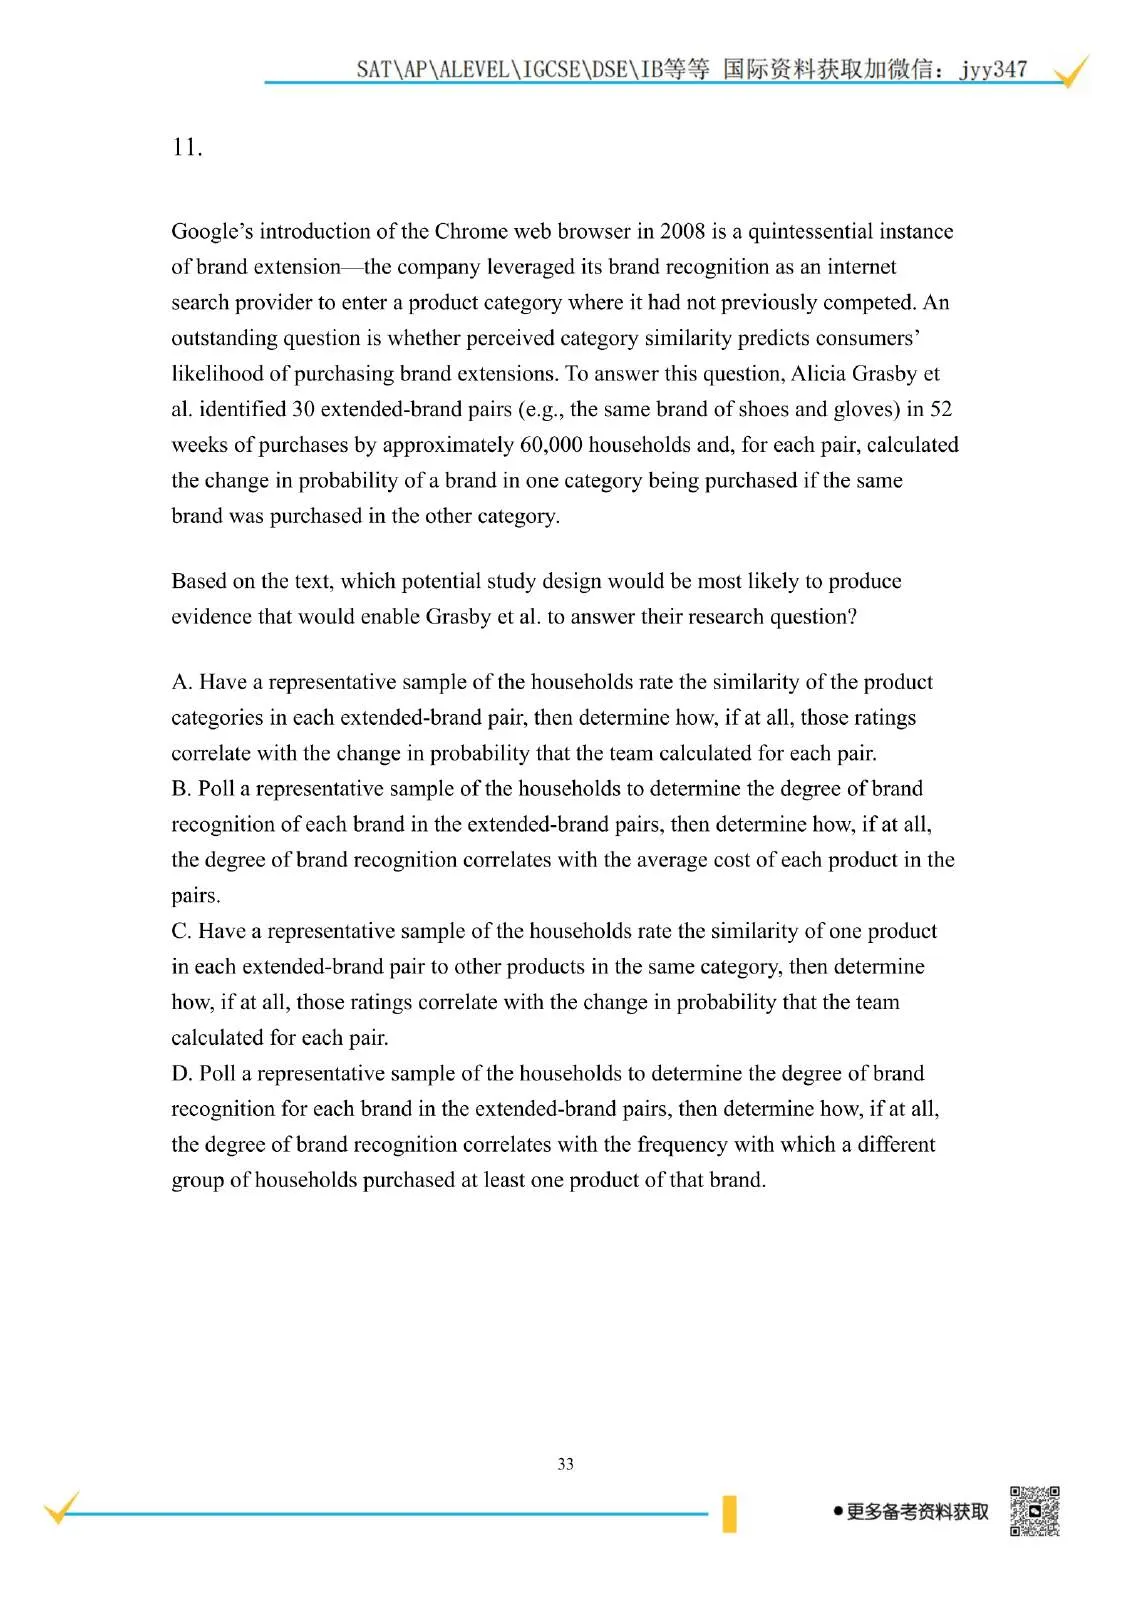 SAT\AP\ALEVEL\IGCSE\DSE\IB等等 国际资料获取加微信：jyy347
11.
Google’s introduction of the Chrome web browser in 2008 is a quintessential instance
of brand extension—the company leveraged its brand recognition as an internet
search provider to enter a product category where it had not previously competed. An
outstanding question is whether perceived category similarity predicts consumers’
likelihood of purchasing brand extensions. To answer this question, Alicia Grasby et
al. identified 30 extended-brand pairs (e.g., the same brand of shoes and gloves) in 52
weeks of purchases by approximately 60,000 households and, for each pair, calculated
the change in probability of a brand in one category being purchased if the same
brand was purchased in the other category.
Based on the text, which potential study design would be most likely to produce
evidence that would enable Grasby et al. to answer their research question?
A. Have a representative sample of the households rate the similarity of the product
categories in each extended-brand pair, then determine how, if at all, those ratings
correlate with the change in probability that the team calculated for each pair.
B. Poll a representative sample of the households to determine the degree of brand
recognition of each brand in the extended-brand pairs, then determine how, if at all,
the degree of brand recognition correlates with the average cost of each product in the
pairs.
C. Have a representative sample of the households rate the similarity of one product
in each extended-brand pair to other products in the same category, then determine
how, if at all, those ratings correlate with the change in probability that the team
calculated for each pair.
D. Poll a representative sample of the households to determine the degree of brand
recognition for each brand in the extended-brand pairs, then determine how, if at all,
the degree of brand recognition correlates with the frequency with which a different
group of households purchased at least one product of that brand.
33
●更多备考资料获取